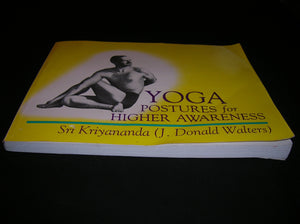 YOGA
POSTURES for
HIGHER AWARENESS
Sri Kriyananda (J. Donald Walters)